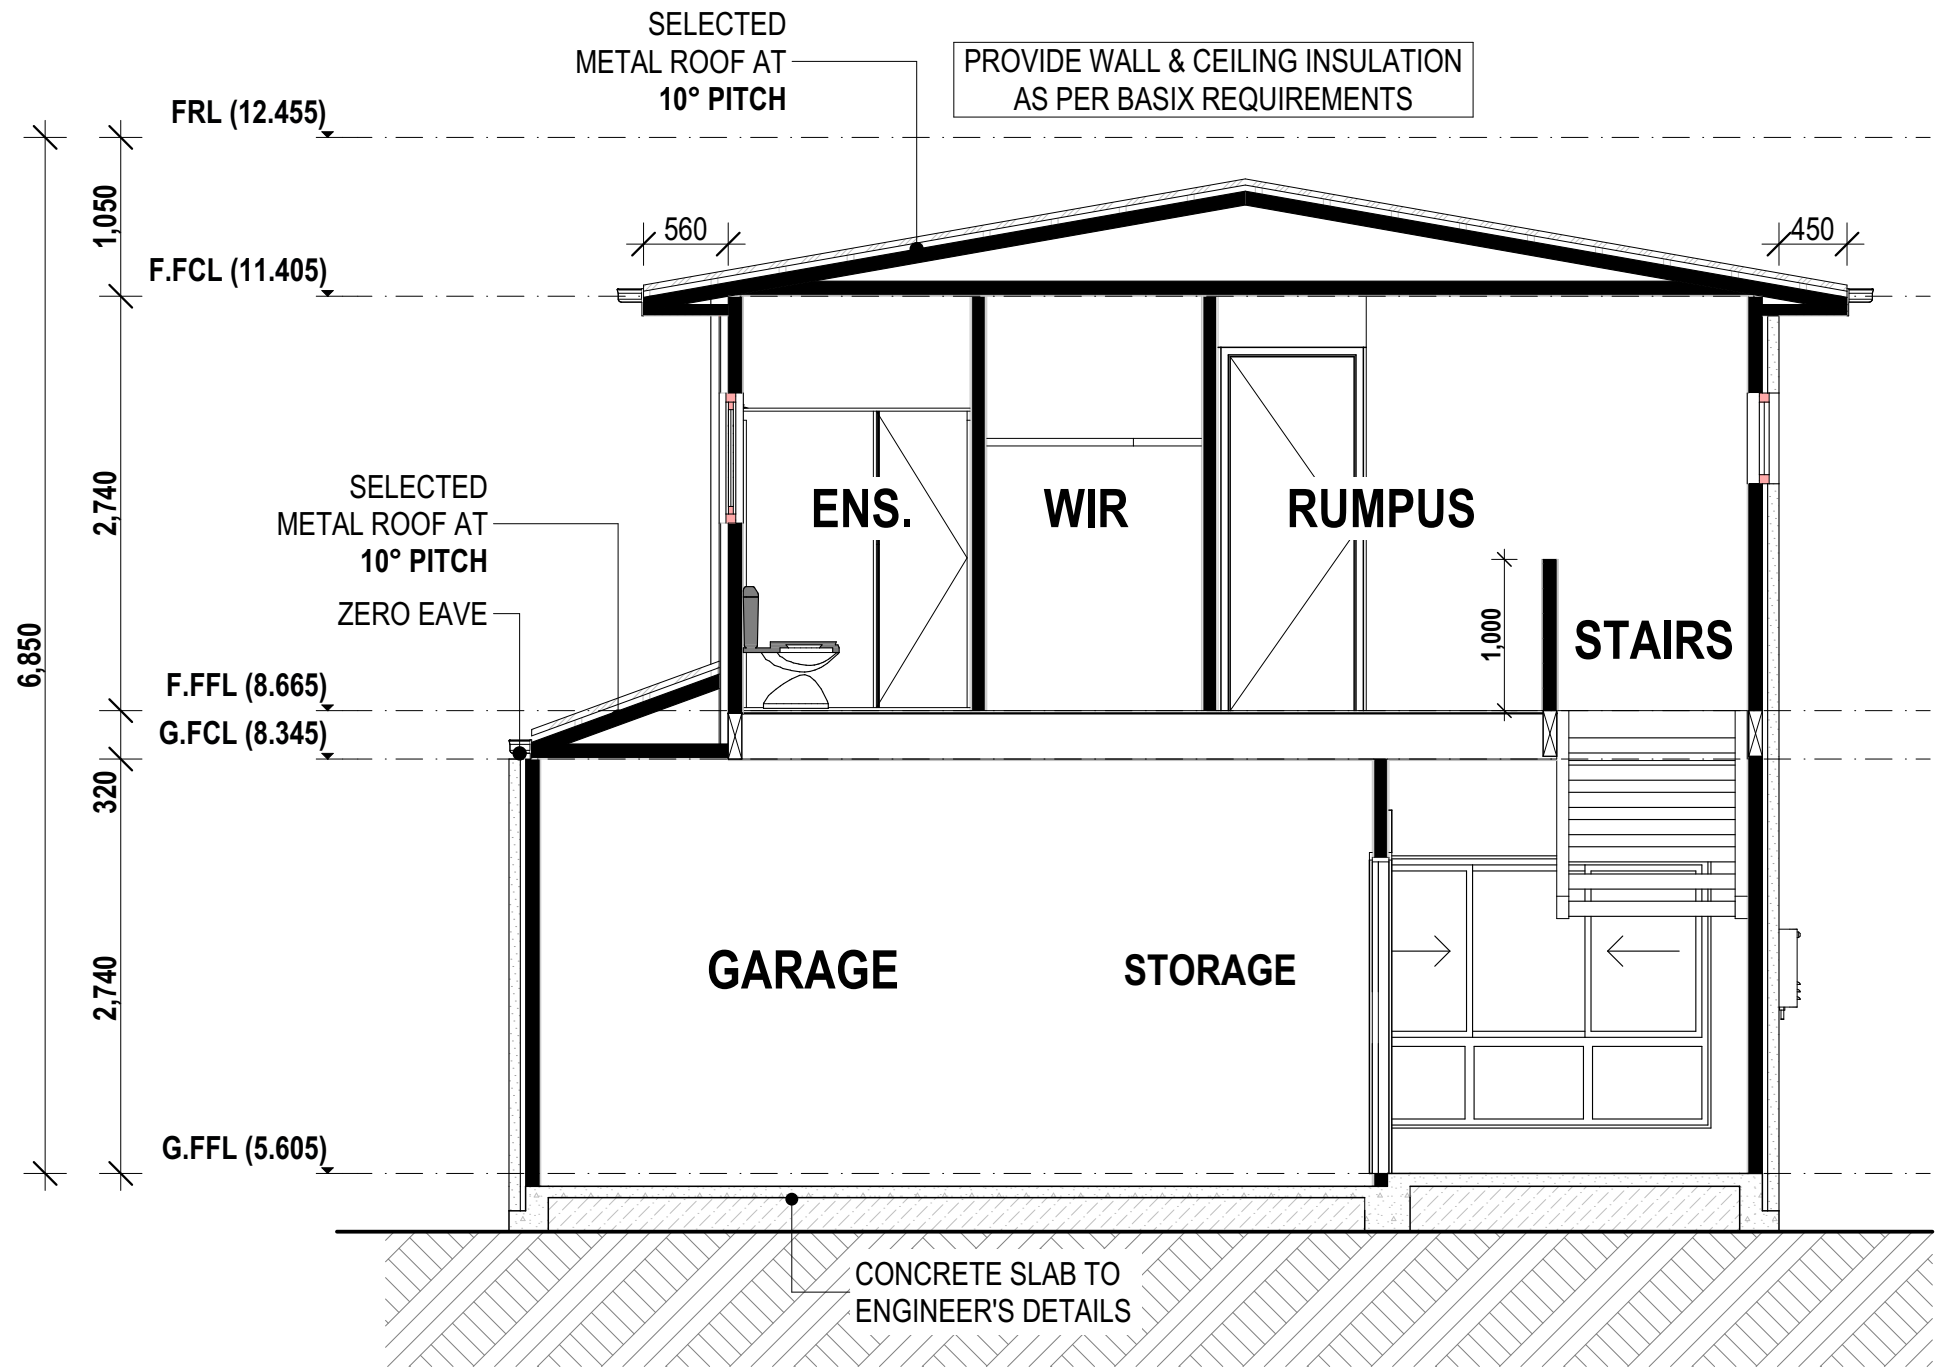 SELECTED
METAL ROOF AT
10° PITCH
PROVIDE WALL & CEILING INSULATION
AS PER BASIX REQUIREMENTS
FRL (12.455)
1,050
560
450
F.FCL (11.405)
2,740
SELECTED
METAL ROOF AT
10° PITCH
ZERO EAVE
ENS.
WIR
RUMPUS
1,000
STAIRS
6,850
F.FFL (8.665)
G.FCL (8.345)
320
2,740
GARAGE
STORAGE
G.FFL (5.605)
CONCRETE SLAB TO
ENGINEER'S DETAILS